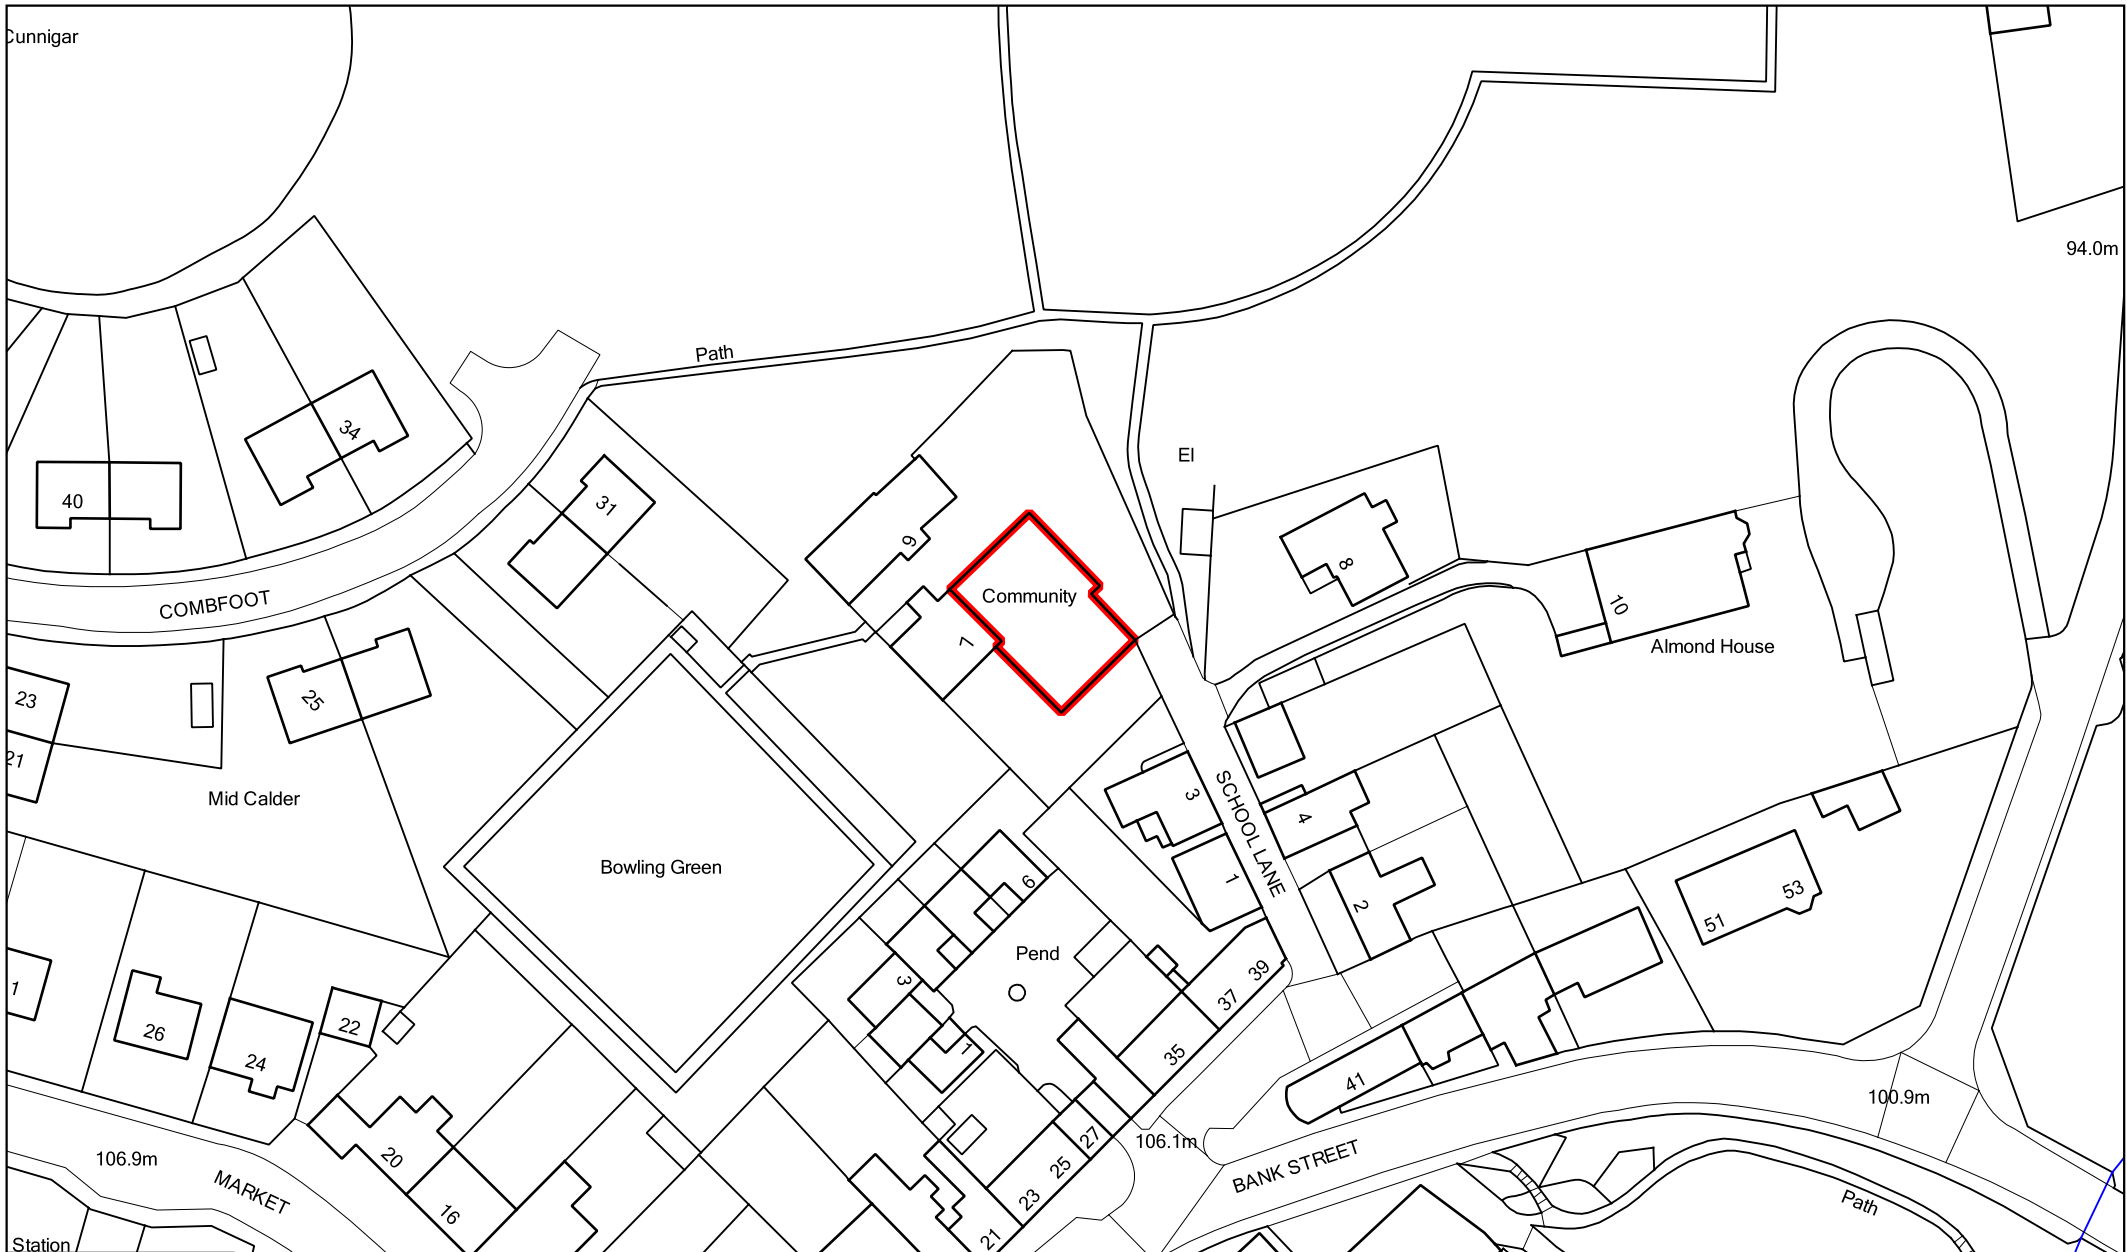 Cunnigar
94.0m
Path
34
El
40
31
9
8
Community
COMBFOOT
10
7
Almond House
25
23
21
Mid Calder
3
SCHOOL LANE
4
Bowling Green
6
1
2
53
51
Pend
39
3
37
1
26
22
24
1
35
41
100.9m
27
106.1m
106.9m
20
25
BANK STREET
MARKET
23
Path
16
21
Station